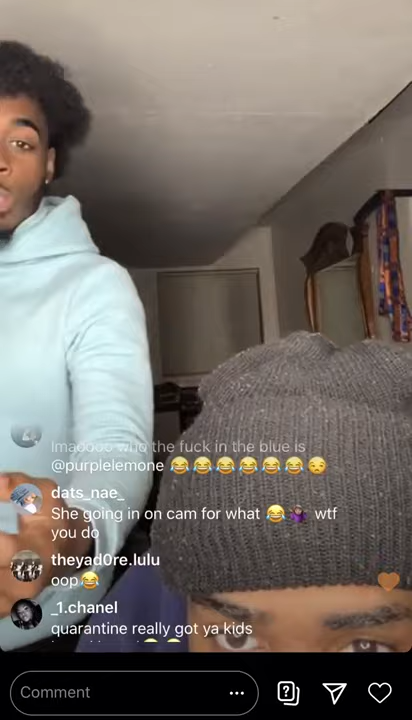 lmaoooo who the fuck in the blue is
@purplelemone 😂😂😂😂😂😂😒
dats_nae_
She going in on cam for what 😂🤷🏾‍♀️ wtf
you do
theyad0re.lulu
oop😂
_1.chanel
quarantine really got ya kids
Comment